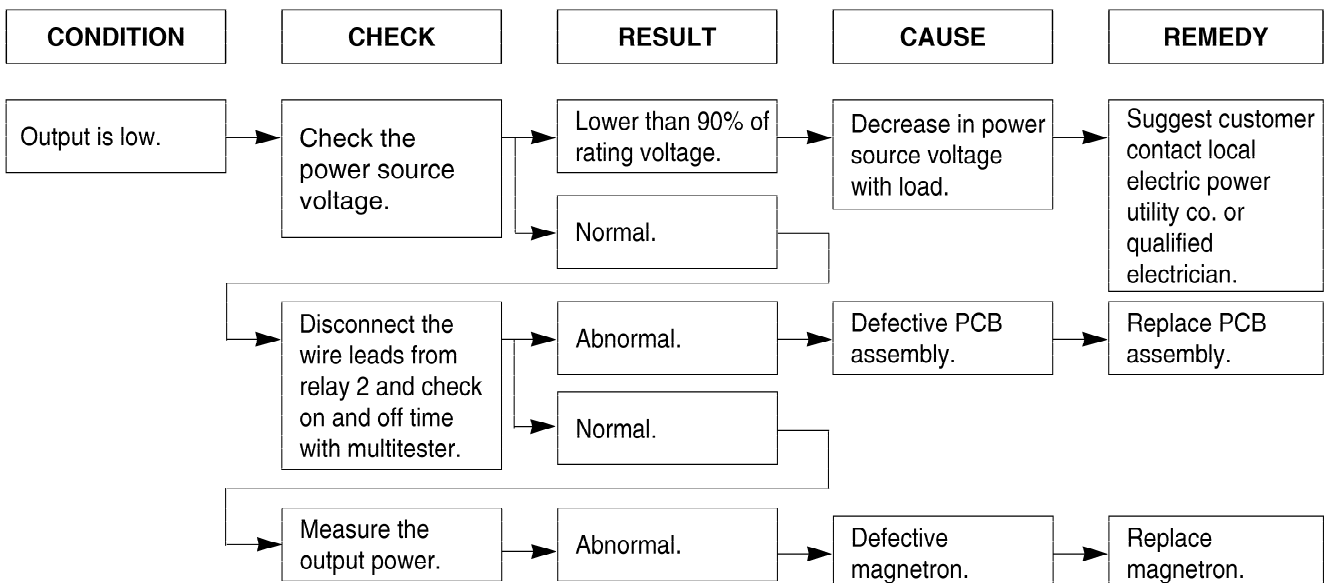 CONDITION
CHECK
RESULT
CAUSE
REMEDY
Output is low.
Check the
power source
voltage.
Lower than 90% of
rating voltage.
Decrease in power
source voltage
with load.
Suggest customer
contact local
electric power
utility co. or
qualified
electrician.
Normal.
Disconnect the
wire leads from
relay 2 and check
on and off time
with multitester.
Abnormal.
Defective PCB
assembly.
Replace PCB
assembly.
Normal.
Measure the
output power.
Abnormal.
Defective
magnetron.
Replace
magnetron.